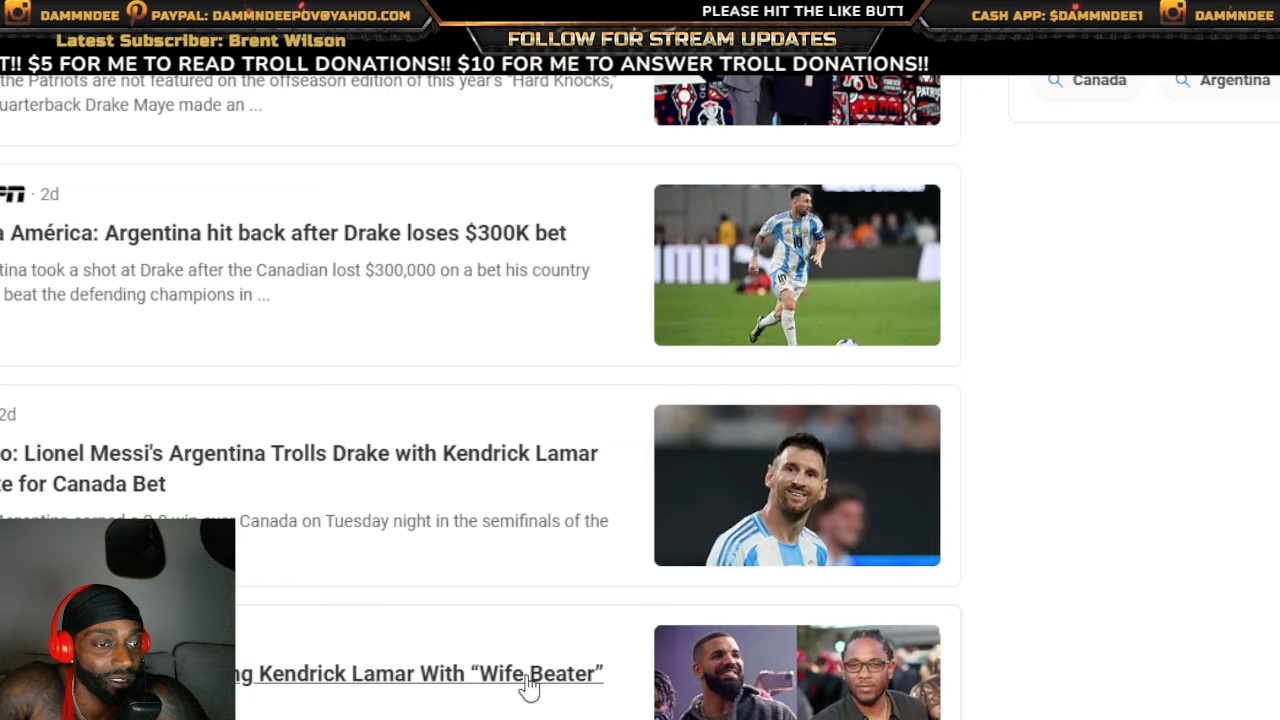 DAMMNDEE PAYPAL: DAMMNDEEPOV@YAHOO.COM
PLEASE HIT THE LIKE BUTT
CASH APP: $DAMMNDEE1 DAMMNDEE
Latest Subscriber: Brent Wilson
FOLLOW FOR STREAM UPDATES
T!! $5 FOR ME TO READ TROLL DONATIONS!! $10 FOR ME TO ANSWER TROLL DONATIONS!!
the Patriots are not featured on the offseason edition of this year's "Hard Knocks,"
uarterback Drake Maye made an ...
Canada
Argentina
· 2d
a América: Argentina hit back after Drake loses $300K bet
tina took a shot at Drake after the Canadian lost $300,000 on a bet his country
beat the defending champions in ...
2d
o: Lionel Messi's Argentina Trolls Drake with Kendrick Lamar
te for Canada Bet
Canada on Tuesday night in the semifinals of the
ng Kendrick Lamar With “Wife Beater”
10
10